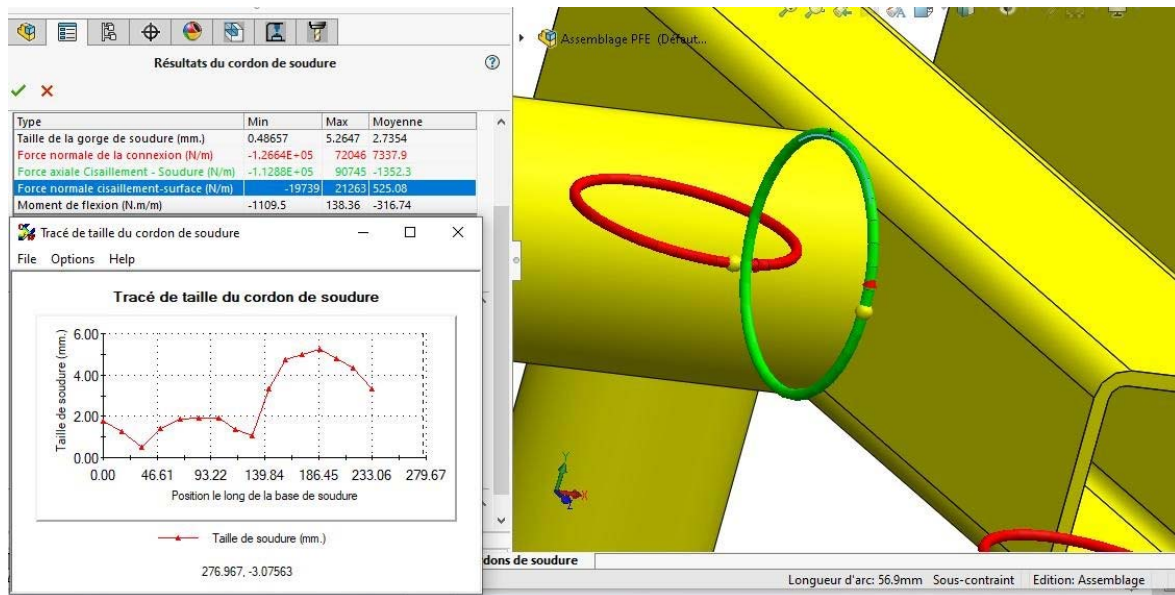 Assemblage PFE (Défaut...
Résultats du cordon de soudure
Type Min Max Moyenne
Taille de la gorge de soudure (mm.) 0.48657 5.2647 2.7354
Force normale de la connexion (N/m) -1.2664E+05 72046 7337.9
Force axiale Cisaillement - Soudure (N/m) -1.1288E+05 90745 -1352.3
Force normale cisaillement-surface (N/m) -19739 21263 525.08
Moment de flexion (N.m/m) -1109.5 138.36 -316.74
Tracé de taille du cordon de soudure
File Options Help
Tracé de taille du cordon de soudure
Taille de soudure (mm.)
6.00
4.00
2.00
0.00
0.00 46.61 93.22 139.84 186.45 233.06 279.67
Position le long de la base de soudure
Taille de soudure (mm.)
276.967, -3.07563
Y
X
Z
dons de soudure
Longueur d'arc: 56.9mm Sous-contraint Edition: Assemblage